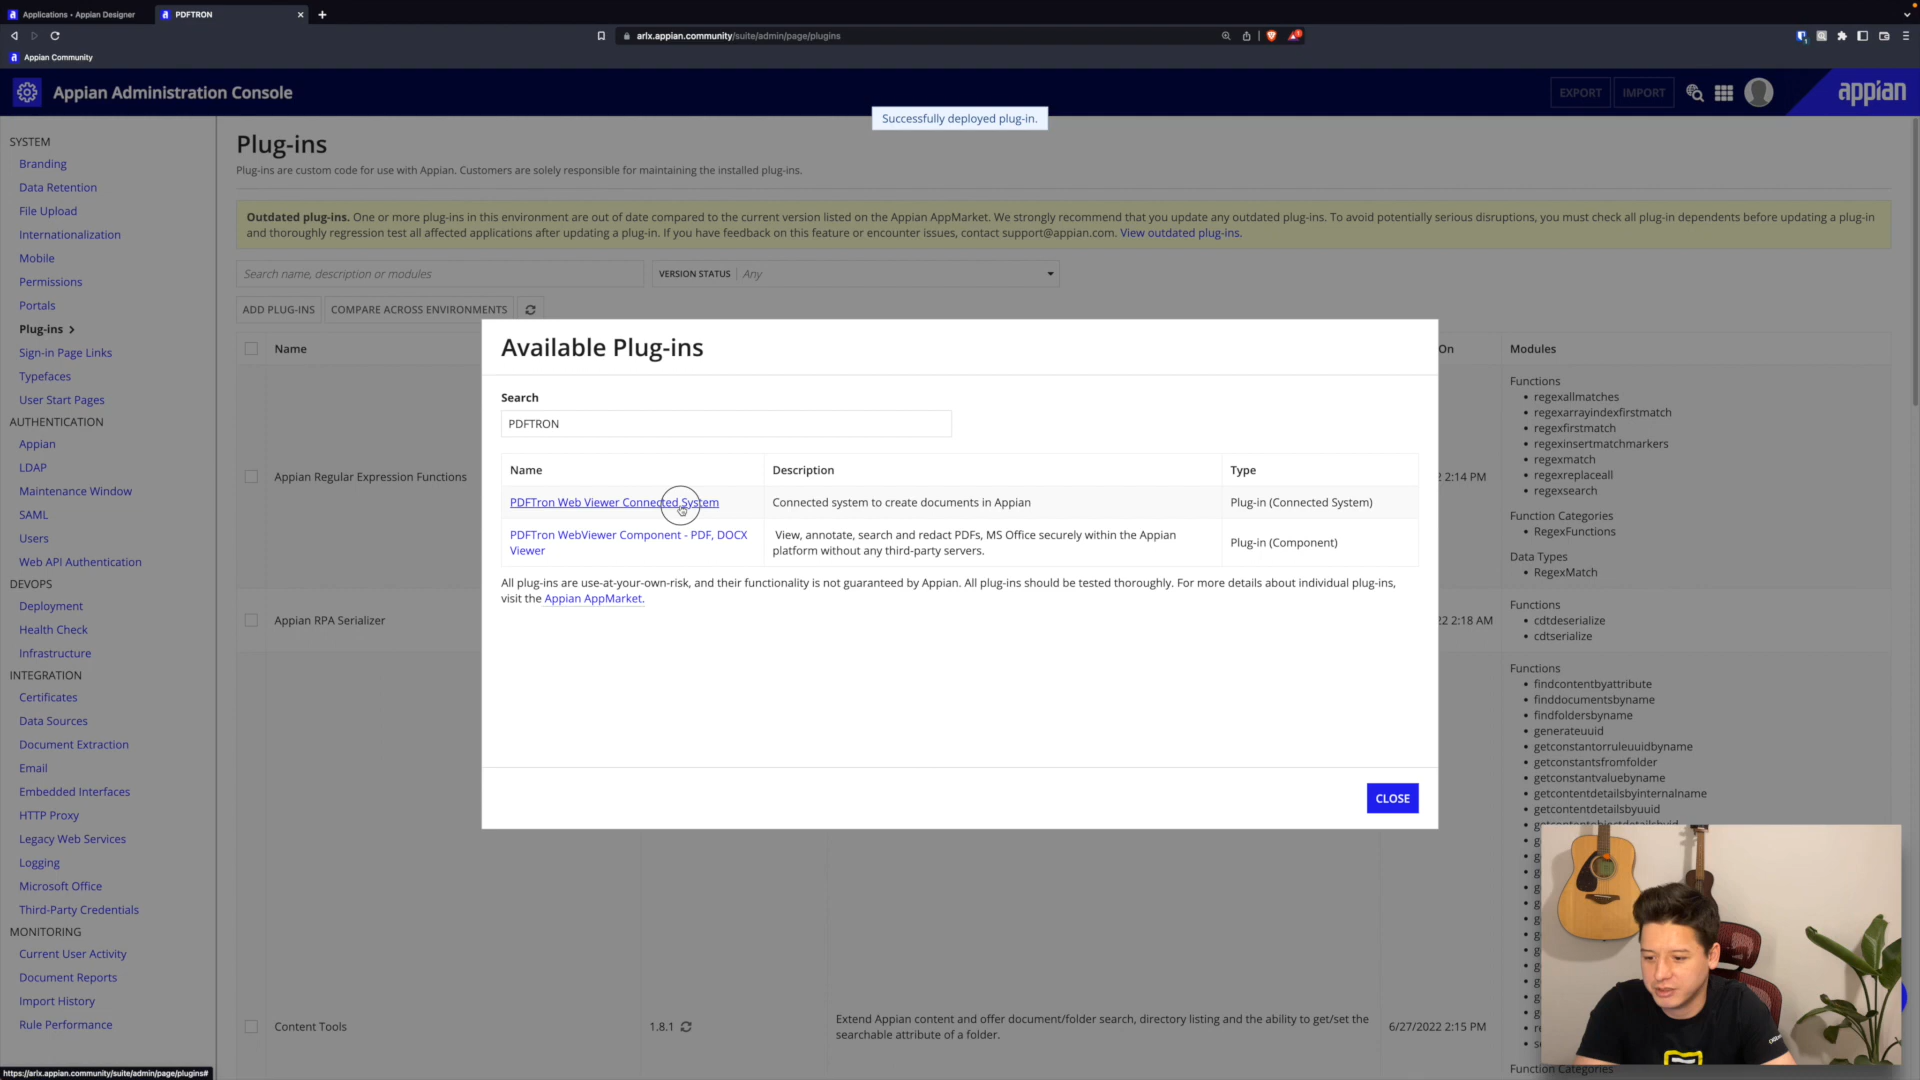 Applications • Appian Designer
PDFTRON
arlx.appian.community/suite/admin/page/plugins
Appian Community
Appian Administration Console
EXPORT
IMPORT
appian
Successfully deployed plug-in.
SYSTEM
Branding
Data Retention
File Upload
Internationalization
Mobile
Permissions
Portals
Plug-ins
Sign-in Page Links
Typefaces
User Start Pages
AUTHENTICATION
Appian
LDAP
Maintenance Window
SAML
Users
Web API Authentication
DEVOPS
Deployment
Health Check
Infrastructure
INTEGRATION
Certificates
Data Sources
Document Extraction
Email
Embedded Interfaces
HTTP Proxy
Legacy Web Services
Logging
Microsoft Office
Third-Party Credentials
MONITORING
Current User Activity
Document Reports
Import History
Rule Performance
https://arlx.appian.community/suite/admin/page/plugins#
Plug-ins
Plug-ins are custom code for use with Appian. Customers are solely responsible for maintaining the installed plug-ins.
Outdated plug-ins. One or more plug-ins in this environment are out of date compared to the current version listed on the Appian AppMarket. We strongly recommend that you update any outdated plug-ins. To avoid potentially serious disruptions, you must check all plug-in dependents before updating a plug-in
and thoroughly regression test all affected applications after updating a plug-in. If you have feedback on this feature or encounter issues, contact support@appian.com. View outdated plug-ins.
Search name, description or modules
VERSION STATUS Any
ADD PLUG-INS
COMPARE ACROSS ENVIRONMENTS
Name
On
Modules
Appian Regular Expression Functions
2 2:14 PM
Functions
• regexallmatches
• regexarrayindexfirstmatch
• regexfirstmatch
• regexinsertmatchmarkers
• regexmatch
• regexreplaceall
• regexsearch
Function Categories
• RegexFunctions
Data Types
• RegexMatch
Appian RPA Serializer
22 2:18 AM
Functions
• cdtdeserialize
• cdtserialize
Content Tools
1.8.1
Extend Appian content and offer document/folder search, directory listing and the ability to get/set the
searchable attribute of a folder.
6/27/2022 2:15 PM
Functions
• findcontentbyattribute
• finddocumentsbyname
• findfoldersbyname
• generateuuid
• getconstantorruleuuidbyname
• getconstantsfromfolder
• getconstantvaluebyname
• getcontentdetailsbyinternalname
• getcontentdetailsbyuuid
Function Categories
Available Plug-ins
Search
PDFTRON
Name
Description
Type
PDFTron Web Viewer Connected System
Connected system to create documents in Appian
Plug-in (Connected System)
PDFTron WebViewer Component - PDF, DOCX
Viewer
View, annotate, search and redact PDFs, MS Office securely within the Appian
platform without any third-party servers.
Plug-in (Component)
All plug-ins are use-at-your-own-risk, and their functionality is not guaranteed by Appian. All plug-ins should be tested thoroughly. For more details about individual plug-ins,
visit the Appian AppMarket.
CLOSE